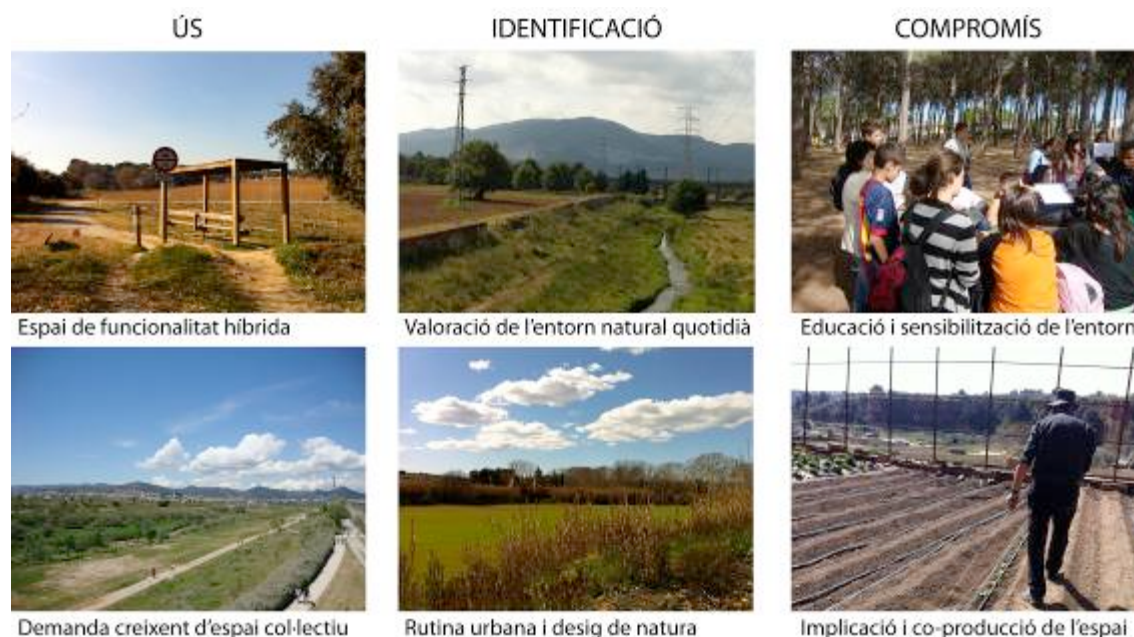 ÚS
IDENTIFICACIÓ
COMPROMÍS
Espai de funcionalitat híbrida
Valoració de l'entorn natural quotidià
Educació i sensibilització de l'entorn
Demanda creixent d'espai col·lectiu
Rutina urbana i desig de natura
Implicació i co-producció de l'espai